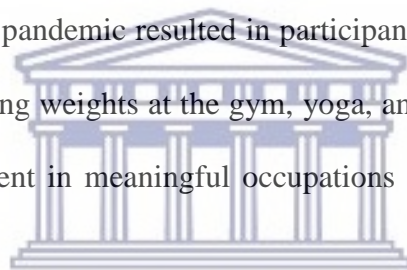 pandemic resulted in participan
ng weights at the gym, yoga, an
ent in meaningful occupations